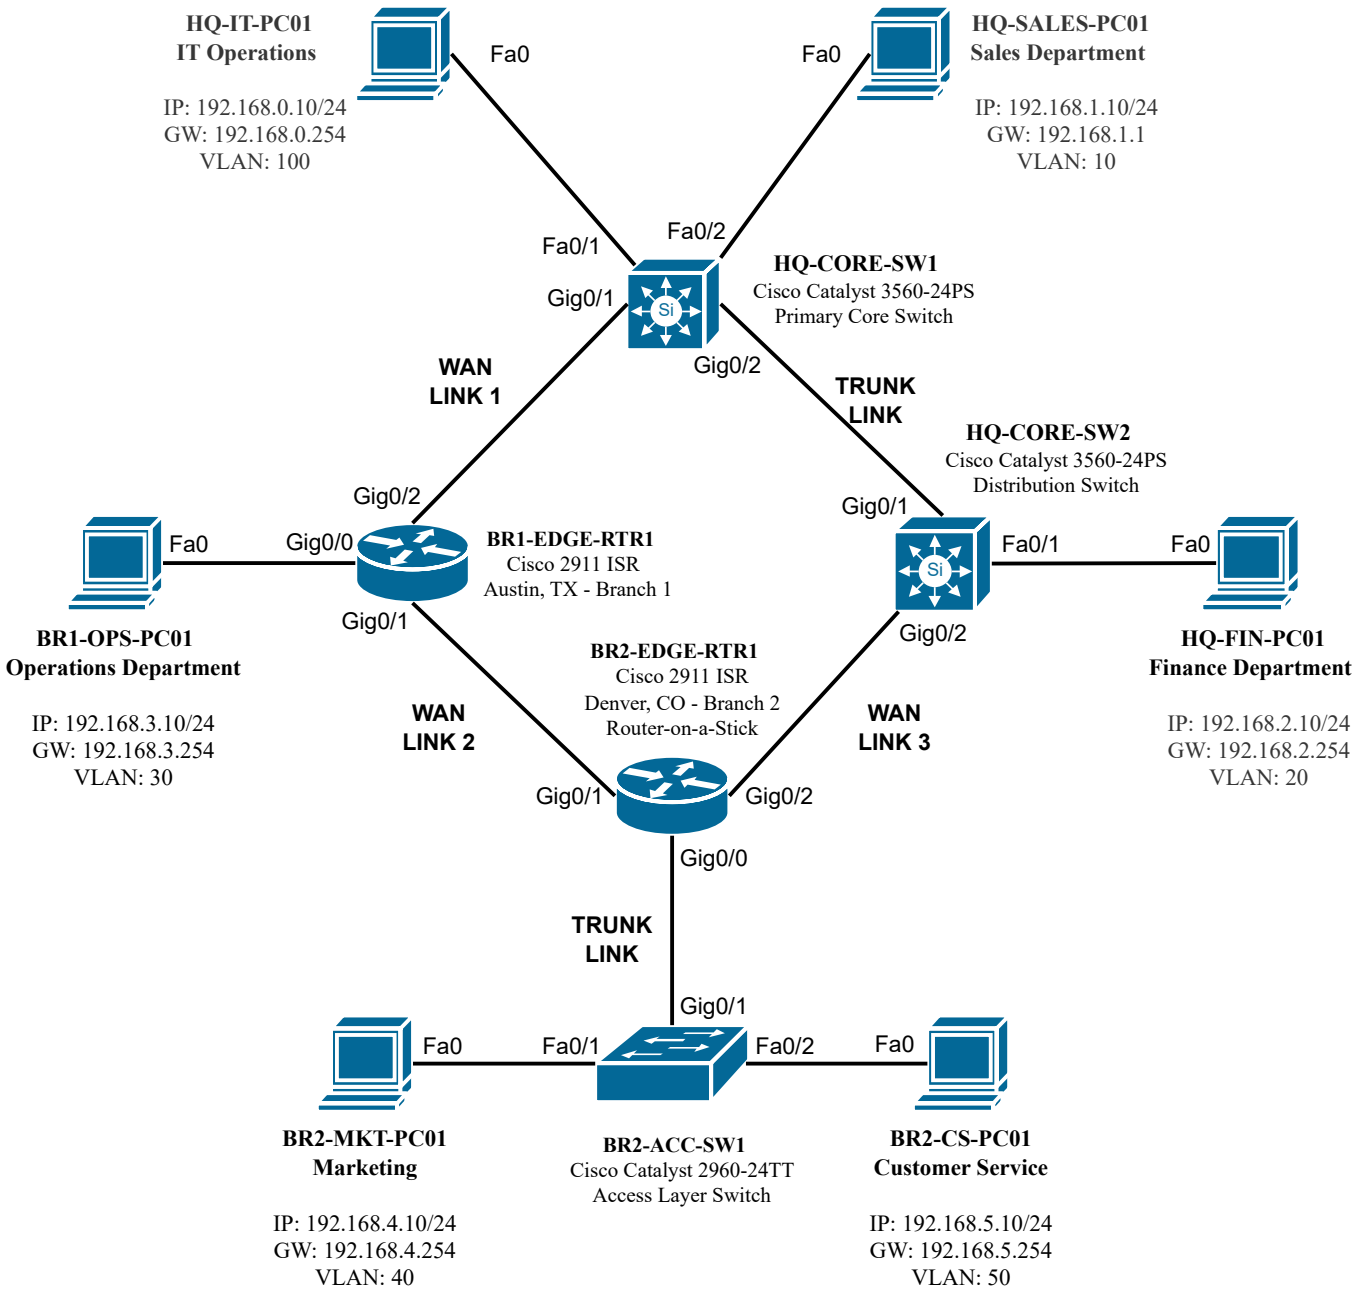 HQ-IT-PC01
IT Operations
IP: 192.168.0.10/24
GW: 192.168.0.254
VLAN: 100
Fa0
Fa0
HQ-SALES-PC01
Sales Department
IP: 192.168.1.10/24
GW: 192.168.1.1
VLAN: 10
Fa0/1
Fa0/2
Gig0/1
Si
Gig0/2
HQ-CORE-SW1
Cisco Catalyst 3560-24PS
Primary Core Switch
WAN
LINK 1
TRUNK
LINK
HQ-CORE-SW2
Cisco Catalyst 3560-24PS
Distribution Switch
Gig0/1
Si
Fa0/1
Fa0
Gig0/2
HQ-FIN-PC01
Finance Department
IP: 192.168.2.10/24
GW: 192.168.2.254
VLAN: 20
Gig0/2
Fa0
Gig0/0
BR1-EDGE-RTR1
Cisco 2911 ISR
Austin, TX - Branch 1
Gig0/1
BR1-OPS-PC01
Operations Department
IP: 192.168.3.10/24
GW: 192.168.3.254
VLAN: 30
WAN
LINK 2
BR2-EDGE-RTR1
Cisco 2911 ISR
Denver, CO - Branch 2
Router-on-a-Stick
WAN
LINK 3
Gig0/1
Gig0/2
Gig0/0
TRUNK
LINK
Gig0/1
Fa0
Fa0/1
Fa0/2
Fa0
BR2-MKT-PC01
Marketing
IP: 192.168.4.10/24
GW: 192.168.4.254
VLAN: 40
BR2-ACC-SW1
Cisco Catalyst 2960-24TT
Access Layer Switch
BR2-CS-PC01
Customer Service
IP: 192.168.5.10/24
GW: 192.168.5.254
VLAN: 50